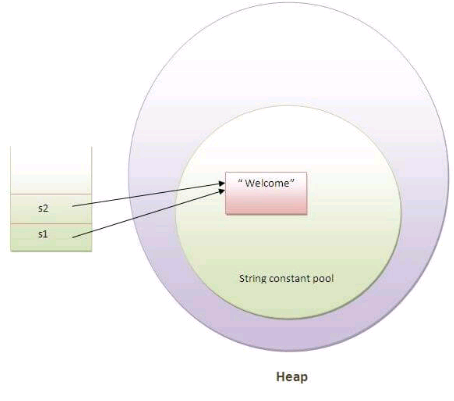 "Welcome"
s2
s1
String constant pool
Heap